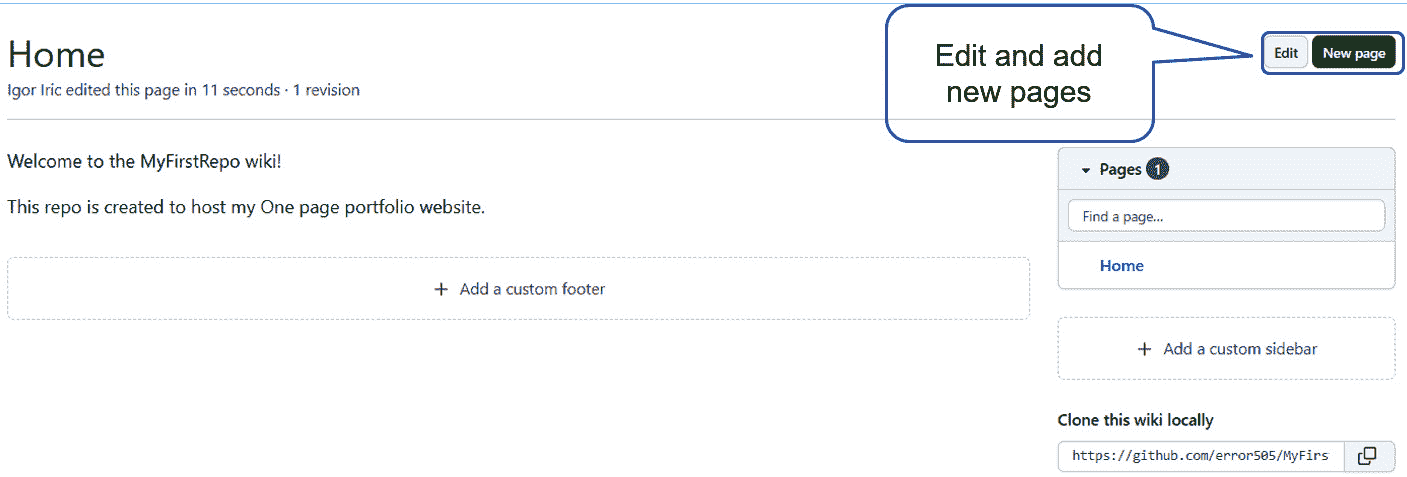 Home
Igor Iric edited this page in 11 seconds · 1 revision
Edit and add
new pages
Edit
New page
Welcome to the MyFirstRepo wiki!
This repo is created to host my One page portfolio website.
+ Add a custom footer
Pages 1
Find a page...
Home
+ Add a custom sidebar
Clone this wiki locally
https://github.com/error505/MyFirs